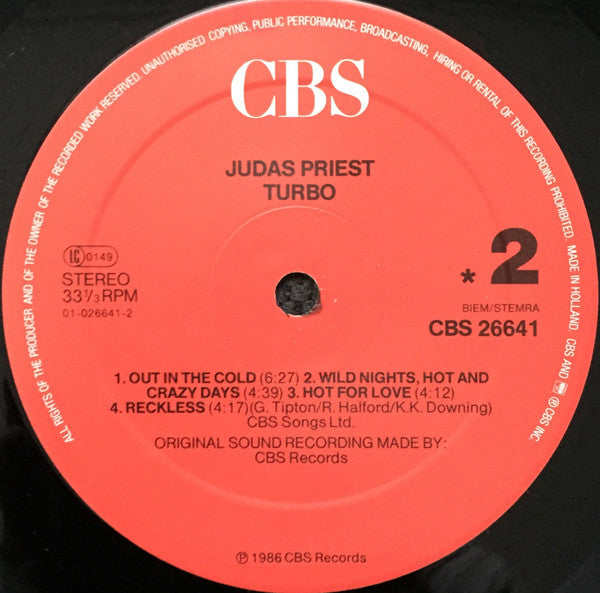 ALL RIGHTS OF THE PRODUCER AND OF THE OWNER OF THE RECORDED WORK RESERVED. UNAUTHORISED COPYING, PUBLIC PERFORMANCE, BROADCASTING, HIRING OR RENTAL OF THIS RECORDING PROHIBITED. MADE IN HOLLAND. CBS AND ℗ CBS INC.
CBS
JUDAS PRIEST
TURBO
LC 0149
STEREO
33⅓ RPM
01-026641-2
* 2
BIEM/STEMRA
CBS 26641
1. OUT IN THE COLD (6:27) 2. WILD NIGHTS, HOT AND
CRAZY DAYS (4:39) 3. HOT FOR LOVE (4:12)
4. RECKLESS (4:17)(G. Tipton/R. Halford/K.K. Downing)
CBS Songs Ltd.
ORIGINAL SOUND RECORDING MADE BY:
CBS Records
℗ 1986 CBS Records